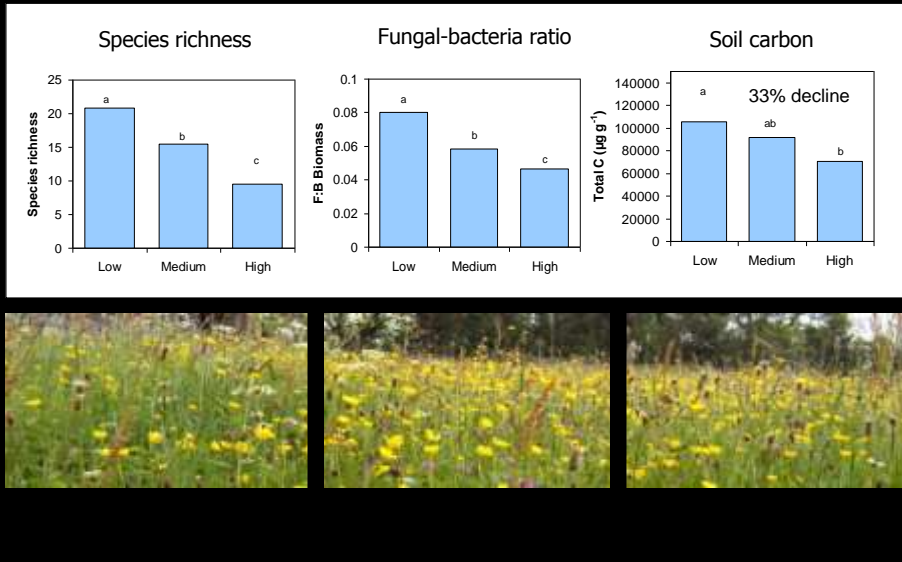 Species richness
Fungal-bacteria ratio
Soil carbon
Species richness
25
20
15
10
5
0
a
b
c
Low Medium High
F:B Biomass
0.1
0.08
0.06
0.04
0.02
0
a
b
c
Low Medium High
Total C (µg g⁻¹)
140000
120000
100000
80000
60000
40000
20000
0
33% decline
a
ab
b
Low Medium High